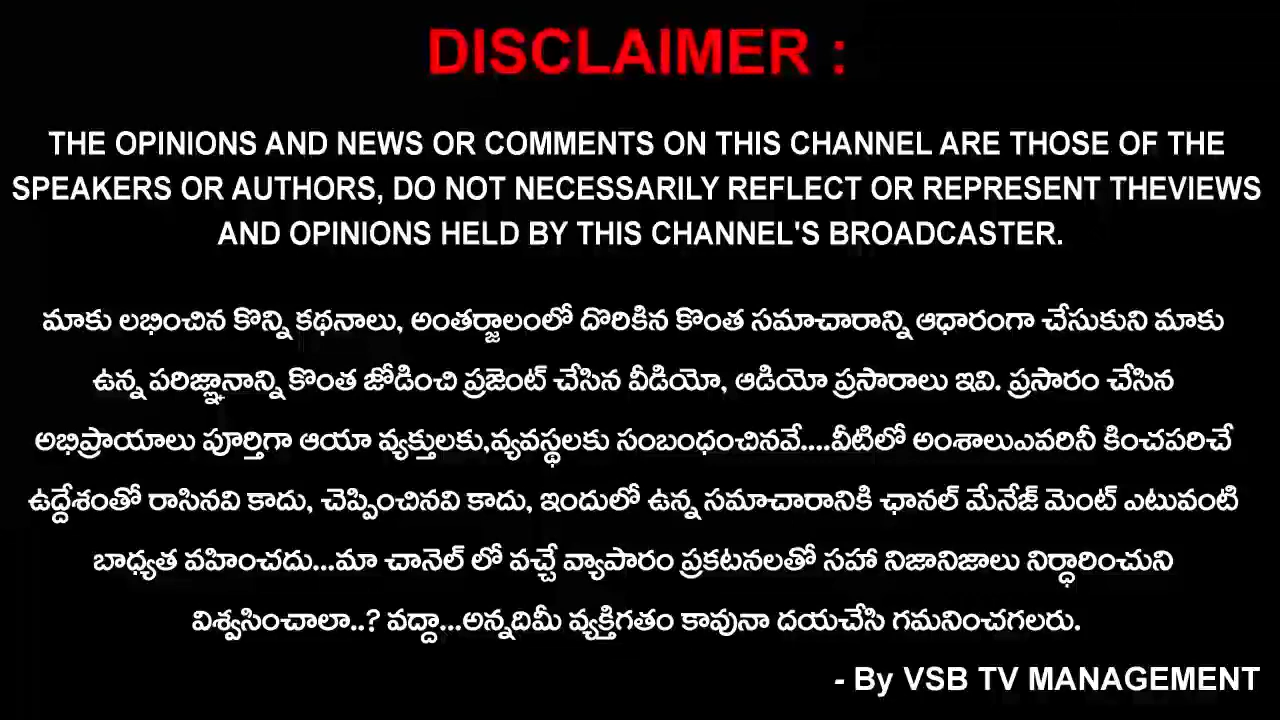 DISCLAIMER :
THE OPINIONS AND NEWS OR COMMENTS ON THIS CHANNEL ARE THOSE OF THE
SPEAKERS OR AUTHORS, DO NOT NECESSARILY REFLECT OR REPRESENT THEVIEWS
AND OPINIONS HELD BY THIS CHANNEL'S BROADCASTER.
మాకు లభించిన కొన్ని కథనాలు, అంతర్జాలంలో దొరికిన కొంత సమాచారాన్ని ఆధారంగా చేసుకుని మాకు
ఉన్న పరిజ్ఞానాన్ని కొంత జోడించి ప్రజెంట్ చేసిన వీడియో, ఆడియో ప్రసారాలు ఇవి. ప్రసారం చేసిన
అభిప్రాయాలు పూర్తిగా ఆయా వ్యక్తులకు,వ్యవస్థలకు సంబంధించినవే....వీటిలో అంశాలుఎవరినీ కించపరిచే
ఉద్దేశంతో రాసినవి కాదు, చెప్పించినవి కాదు, ఇందులో ఉన్న సమాచారానికి ఛానల్ మేనేజ్ మెంట్ ఎటువంటి
బాధ్యత వహించదు...మా చానెల్ లో వచ్చే వ్యాపారం ప్రకటనలతో సహా నిజానిజాలు నిర్ధారించుని
విశ్వసించాలా..? వద్దా...అన్నదిమీ వ్యక్తిగతం కావునా దయచేసి గమనించగలరు.
- By VSB TV MANAGEMENT